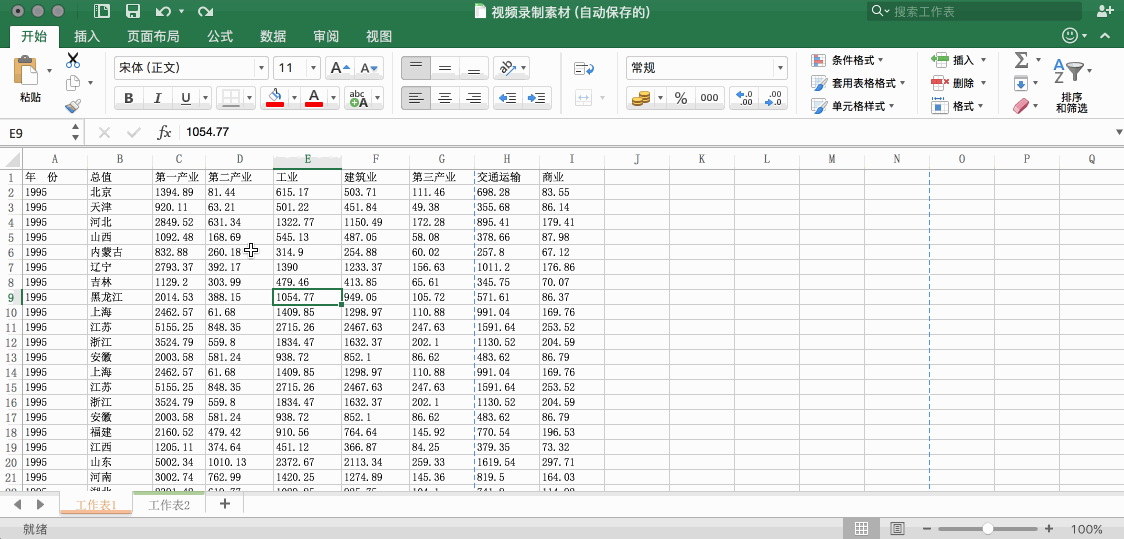 视频录制素材 (自动保存的)
搜索工作表
开始 插入 页面布局 公式 数据 审阅 视图
粘贴 宋体 (正文) 11 A A 常规 条件格式 插入
B I U A abc A % 000 .0 .00 .00 .0 套用表格格式 删除 A Z 排序和筛选
单元格样式 格式
E9 fx 1054.77
A B C D E F G H I J K L M N O P Q
1 年 份 总值 第一产业 第二产业 工业 建筑业 第三产业 交通运输 商业
2 1995 北京 1394.89 81.44 615.17 503.71 111.46 698.28 83.55
3 1995 天津 920.11 63.21 501.22 451.84 49.38 355.68 86.14
4 1995 河北 2849.52 631.34 1322.77 1150.49 172.28 895.41 179.41
5 1995 山西 1092.48 168.69 545.13 487.05 58.08 378.66 87.98
6 1995 内蒙古 832.88 260.18 314.9 254.88 60.02 257.8 67.12
7 1995 辽宁 2793.37 392.17 1390 1233.37 156.63 1011.2 176.86
8 1995 吉林 1129.2 303.99 479.46 413.85 65.61 345.75 70.07
9 1995 黑龙江 2014.53 388.15 1054.77 949.05 105.72 571.61 86.37
10 1995 上海 2462.57 61.68 1409.85 1298.97 110.88 991.04 169.76
11 1995 江苏 5155.25 848.35 2715.26 2467.63 247.63 1591.64 253.52
12 1995 浙江 3524.79 559.8 1834.47 1632.37 202.1 1130.52 204.59
13 1995 安徽 2003.58 581.24 938.72 852.1 86.62 483.62 86.79
14 1995 上海 2462.57 61.68 1409.85 1298.97 110.88 991.04 169.76
15 1995 江苏 5155.25 848.35 2715.26 2467.63 247.63 1591.64 253.52
16 1995 浙江 3524.79 559.8 1834.47 1632.37 202.1 1130.52 204.59
17 1995 安徽 2003.58 581.24 938.72 852.1 86.62 483.62 86.79
18 1995 福建 2160.52 479.42 910.56 764.64 145.92 770.54 196.53
19 1995 江西 1205.11 374.64 451.12 366.87 84.25 379.35 73.32
20 1995 山东 5002.34 1010.13 2372.67 2113.34 259.33 1619.54 297.71
21 1995 河南 3002.74 762.99 1420.25 1274.89 145.36 819.5 164.03
工作表1 工作表2 +
就绪 100%